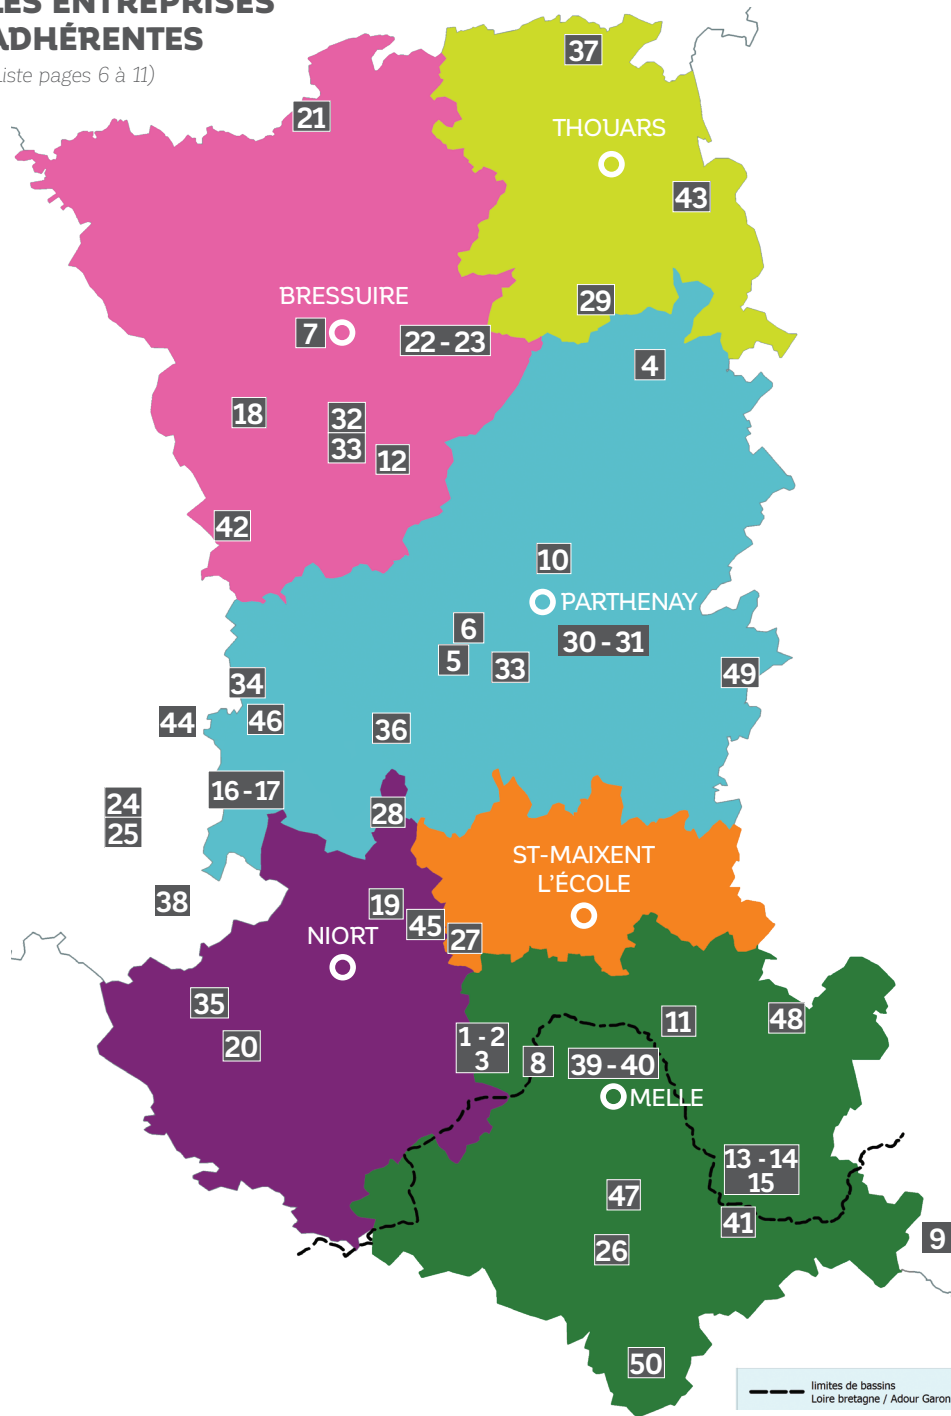 LES ENTREPRISES
ADHÉRENTES
liste pages 6 à 11)
37
21
THOUARS
43
BRESSUIRE
29
7
22 - 23
4
18
32
33
12
42
10
PARTHENAY
6
30 - 31
5
33
49
34
44
46
36
16 - 17
24
28
25
ST-MAIXENT
L'ÉCOLE
38
19
45
27
NIORT
35
48
11
20
1 - 2
3
8
39 - 40
MELLE
13 - 14
15
47
41
9
26
50
limites de bassins
Loire bretagne / Adour Garon